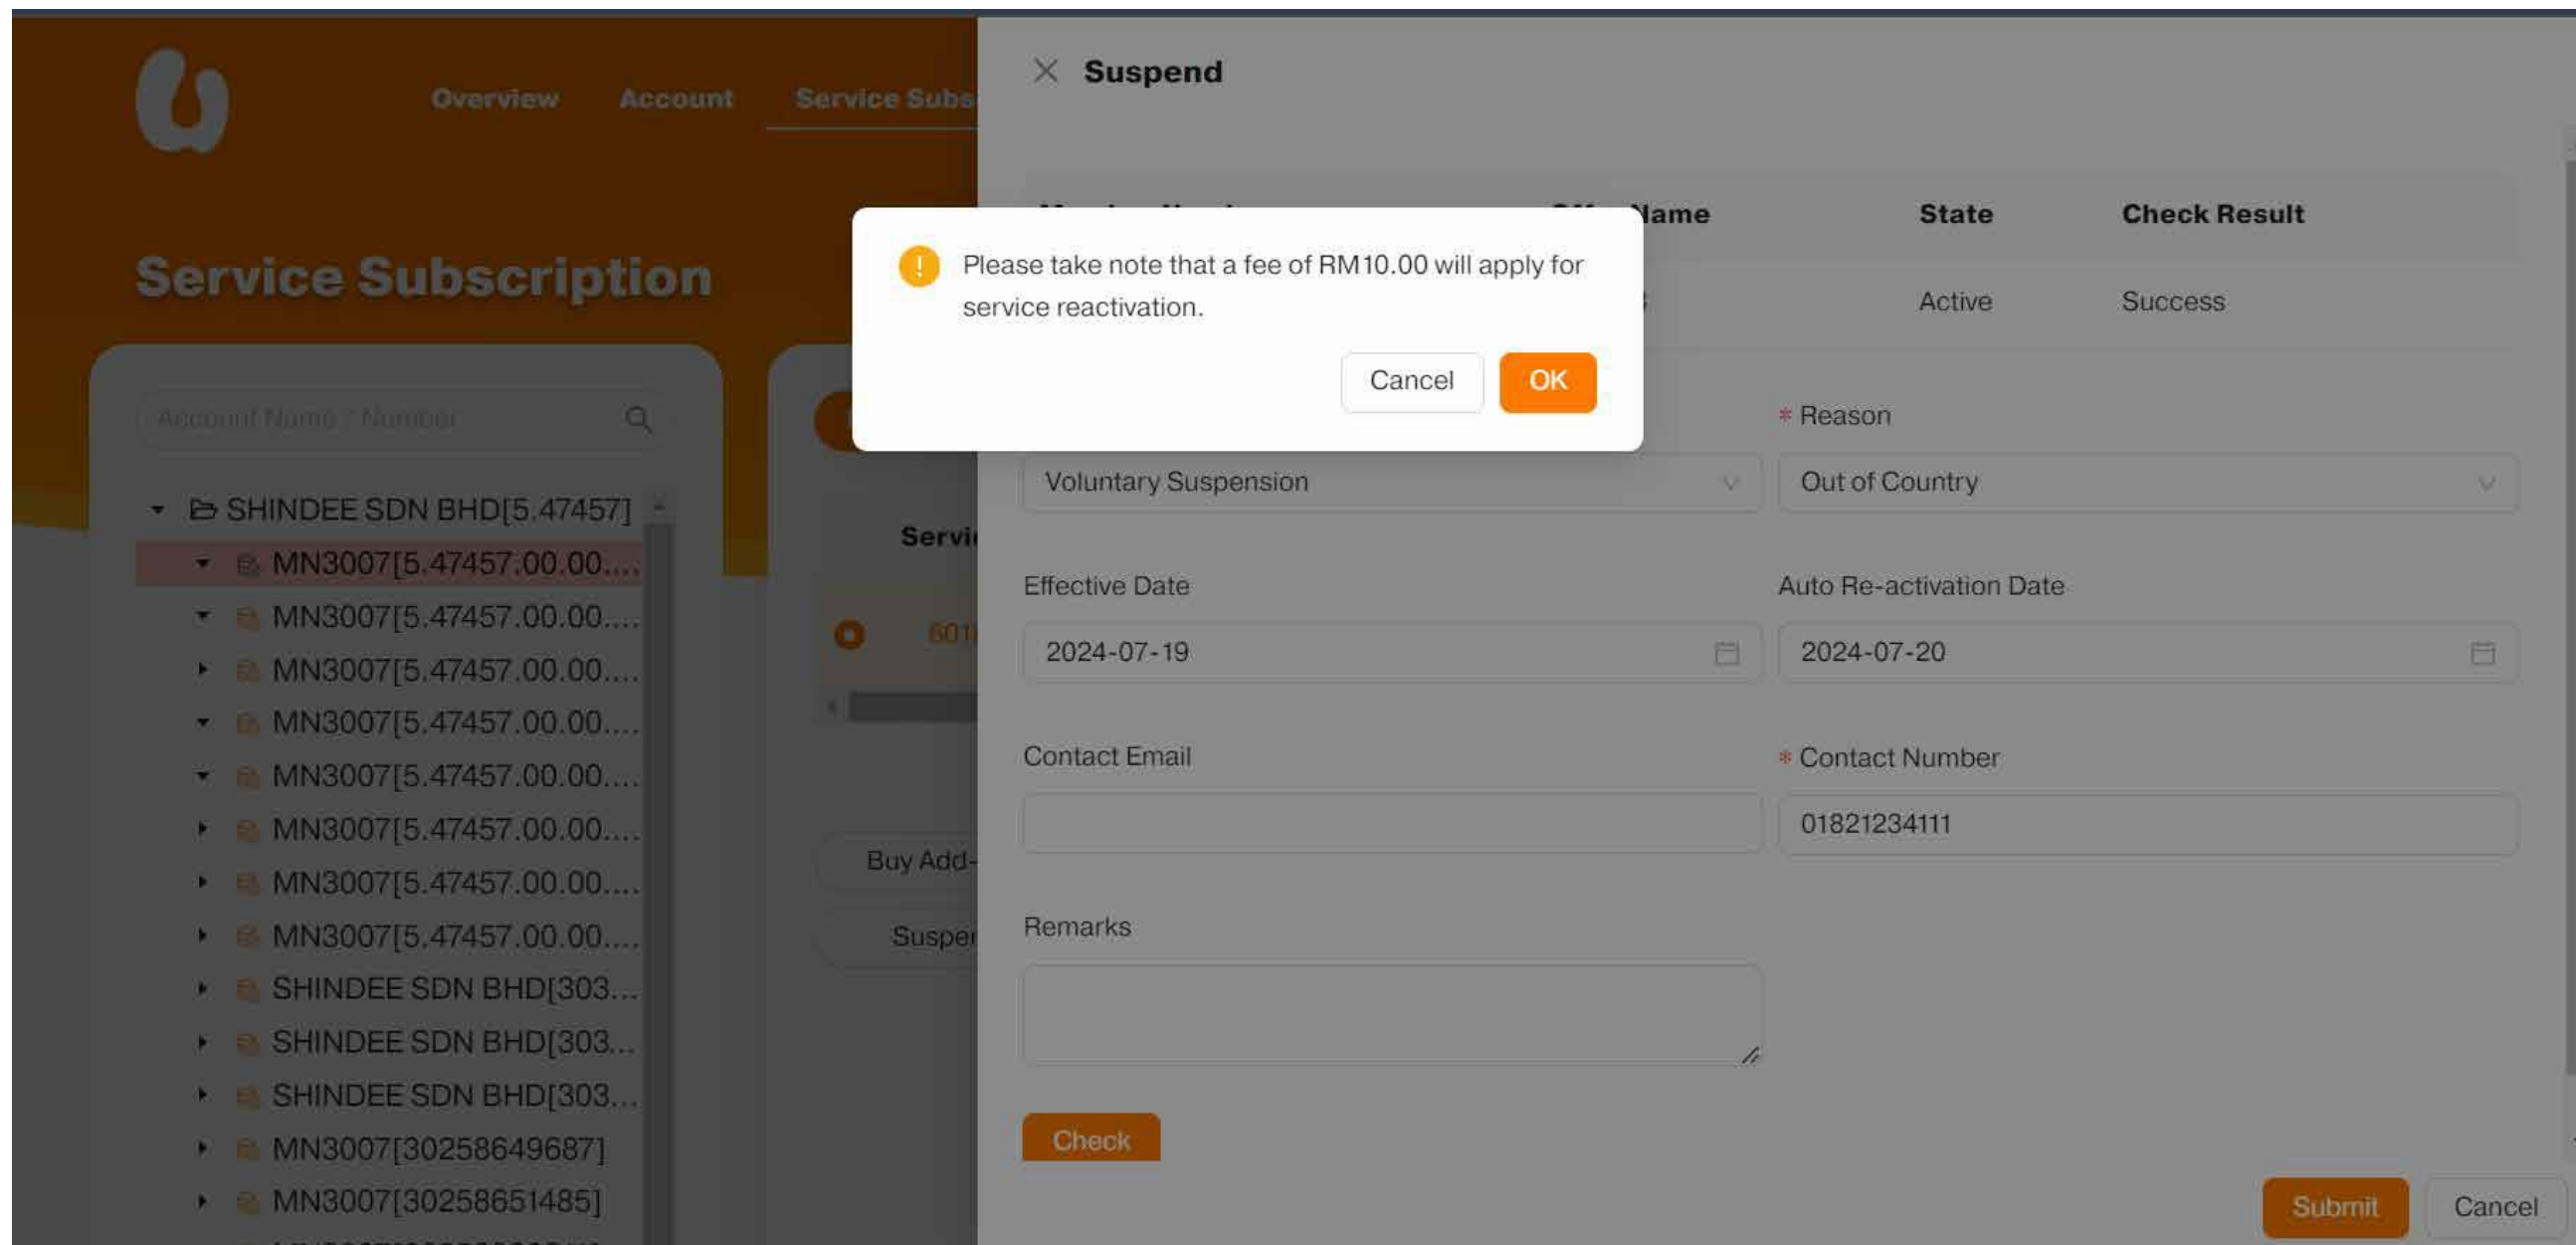 Overview
Account
Service Subs
Service Subscription
Account Name / Number
SHINDEE SDN BHD[5.47457]
MN3007[5.47457.00.00....
MN3007[5.47457.00.00....
MN3007[5.47457.00.00....
MN3007[5.47457.00.00....
MN3007[5.47457.00.00....
MN3007[5.47457.00.00....
MN3007[5.47457.00.00....
MN3007[5.47457.00.00....
SHINDEE SDN BHD[303...
SHINDEE SDN BHD[303...
SHINDEE SDN BHD[303...
MN3007[30258649687]
MN3007[30258651485]
Servi
601
Buy Add-
Suspen
Suspend
Name
State
Check Result
Active
Success
Please take note that a fee of RM10.00 will apply for
service reactivation.
Cancel
OK
* Reason
Voluntary Suspension
Out of Country
Effective Date
Auto Re-activation Date
2024-07-19
2024-07-20
Contact Email
* Contact Number
01821234111
Remarks
Check
Submit
Cancel